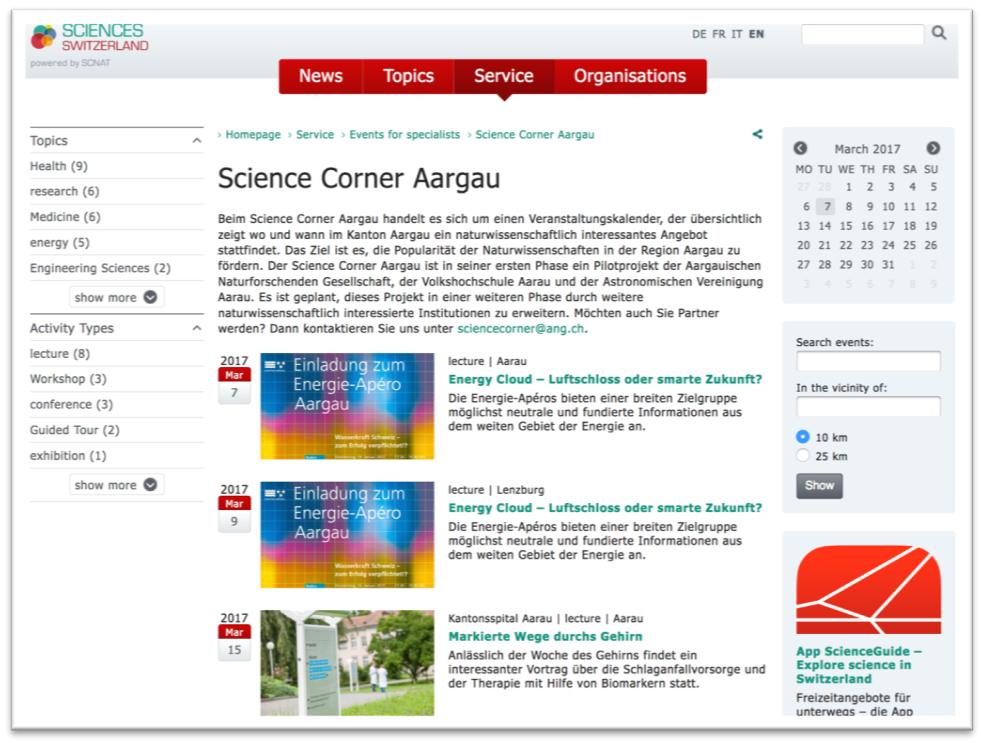 SCIENCES
SWITZERLAND
powered by SCNAT
DE FR IT EN
News Topics Service Organisations
Topics
Health (9)
research (6)
Medicine (6)
energy (5)
Engineering Sciences (2)
show more
Activity Types
lecture (8)
Workshop (3)
conference (3)
Guided Tour (2)
exhibition (1)
show more
› Homepage › Service › Events for specialists › Science Corner Aargau
Science Corner Aargau
Beim Science Corner Aargau handelt es sich um einen Veranstaltungskalender, der übersichtlich
zeigt wo und wann im Kanton Aargau ein naturwissenschaftlich interessantes Angebot
stattfindet. Das Ziel ist es, die Popularität der Naturwissenschaften in der Region Aargau zu
fördern. Der Science Corner Aargau ist in seiner ersten Phase ein Pilotprojekt der Aargauischen
Naturforschenden Gesellschaft, der Volkshochschule Aarau und der Astronomischen Vereinigung
Aarau. Es ist geplant, dieses Projekt in einer weiteren Phase durch weitere
naturwissenschaftlich interessierte Institutionen zu erweitern. Möchten auch Sie Partner
werden? Dann kontaktieren Sie uns unter sciencecorner@ang.ch.
2017
Mar
7
Einladung zum
Energie-Apéro
Aargau
Wasserkraft Schweiz –
zum Erfolg verpflichtet!?
lecture | Aarau
Energy Cloud – Luftschloss oder smarte Zukunft?
Die Energie-Apéros bieten einer breiten Zielgruppe
möglichst neutrale und fundierte Informationen aus
dem weiten Gebiet der Energie an.
2017
Mar
9
Einladung zum
Energie-Apéro
Aargau
Wasserkraft Schweiz –
zum Erfolg verpflichtet!?
lecture | Lenzburg
Energy Cloud – Luftschloss oder smarte Zukunft?
Die Energie-Apéros bieten einer breiten Zielgruppe
möglichst neutrale und fundierte Informationen aus
dem weiten Gebiet der Energie an.
2017
Mar
15
Kantonsspital Aarau | lecture | Aarau
Markierte Wege durchs Gehirn
Anlässlich der Woche des Gehirns findet ein
interessanter Vortrag über die Schlaganfallvorsorge und
der Therapie mit Hilfe von Biomarkern statt.
March 2017
MO TU WE TH FR SA SU
27 28 1 2 3 4 5
6 7 8 9 10 11 12
13 14 15 16 17 18 19
20 21 22 23 24 25 26
27 28 29 30 31 1 2
3 4 5 6 7 8 9
Search events:
In the vicinity of:
10 km
25 km
Show
App ScienceGuide –
Explore science in
Switzerland
Freizeitangebote für
unterwegs – die App